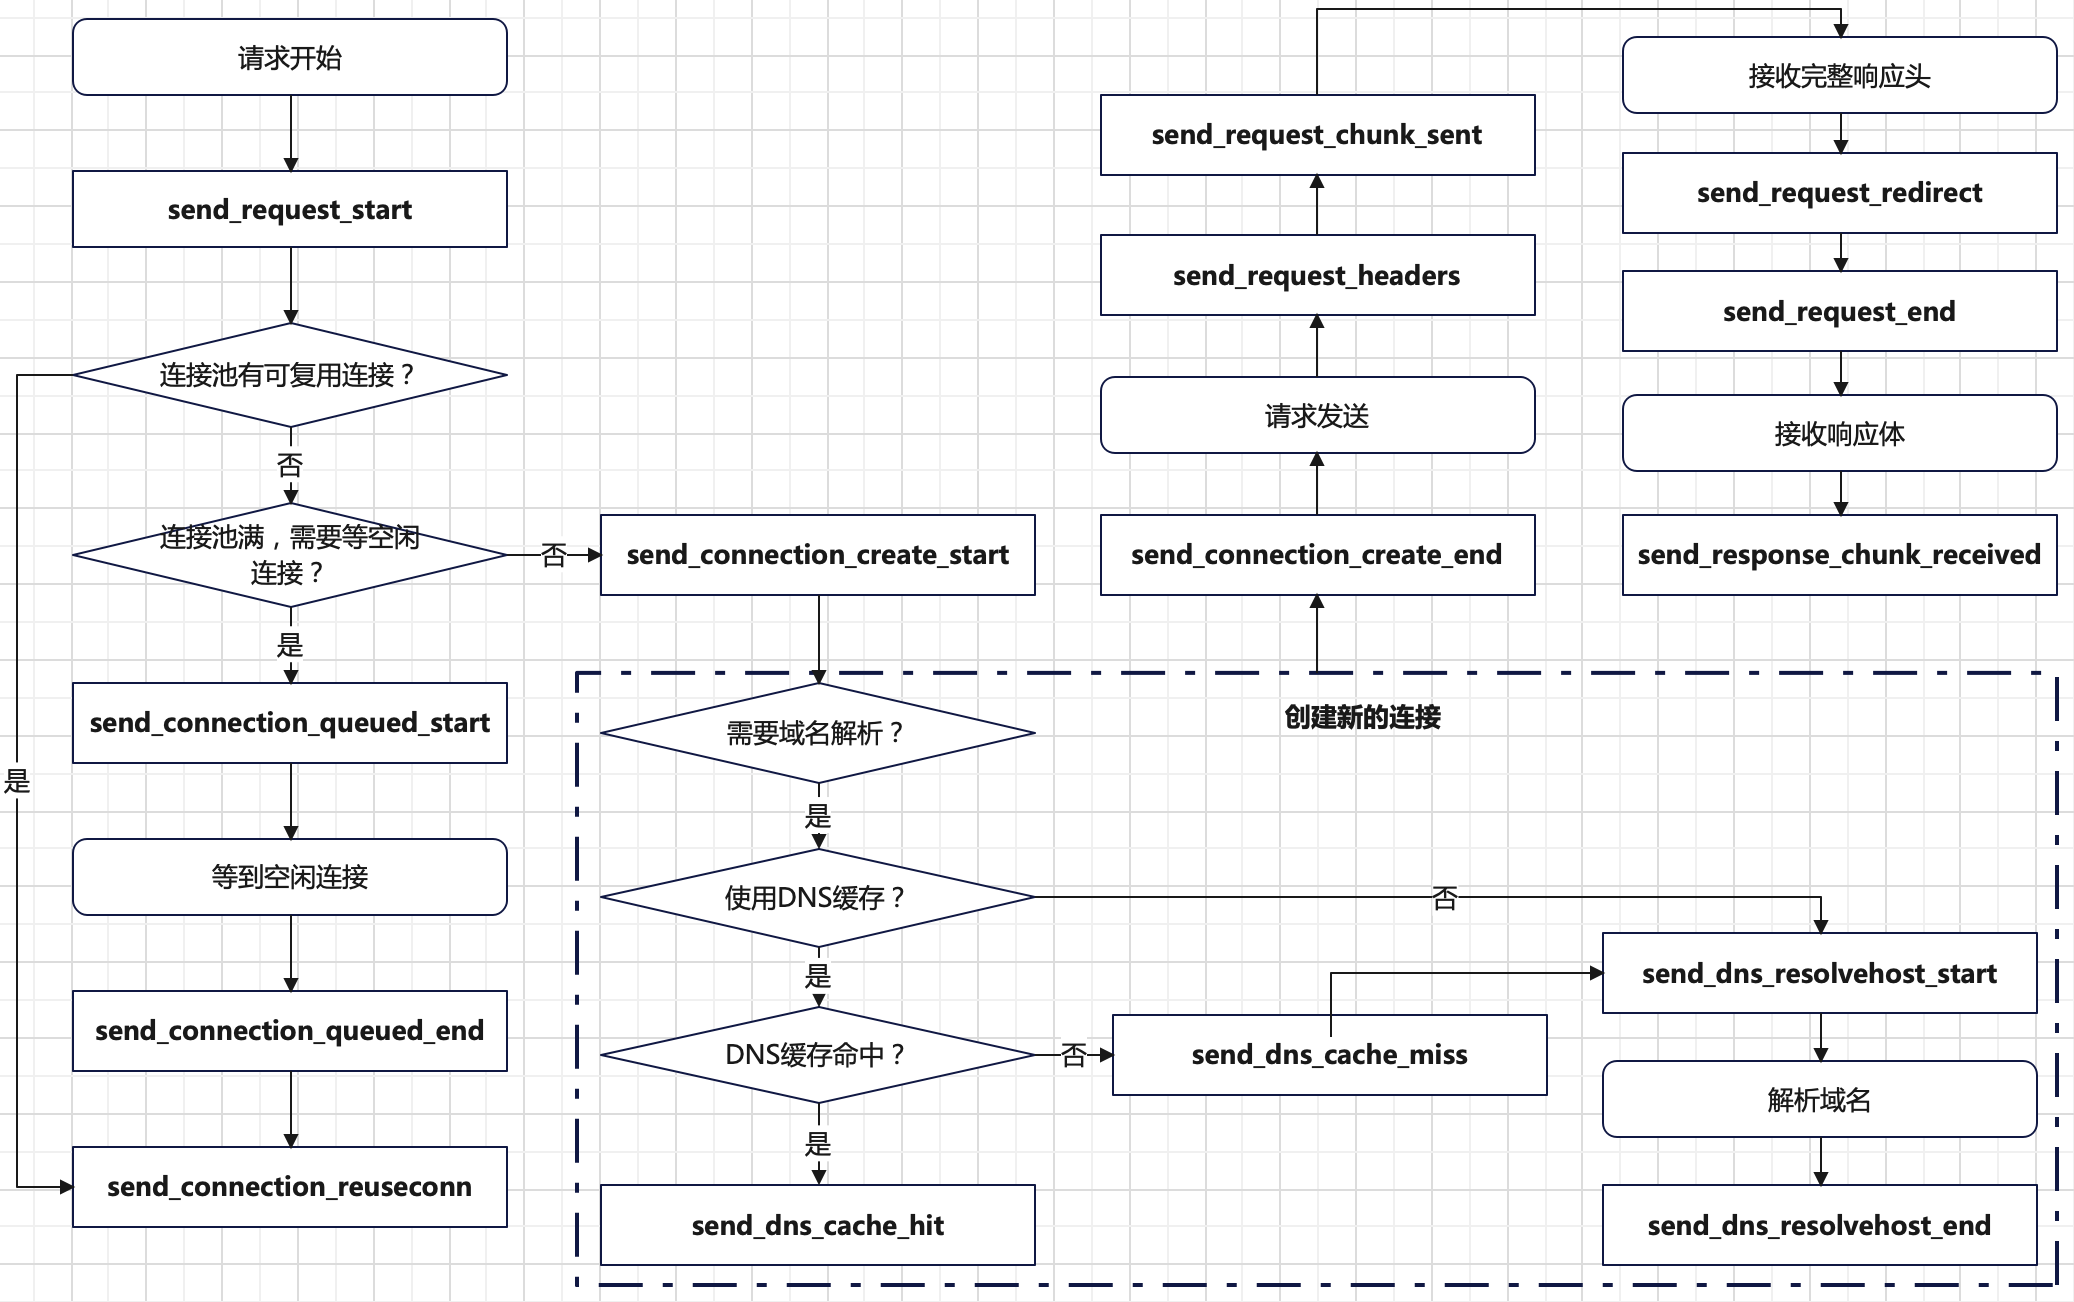 请求开始
send_request_start
连接池有可复用连接？
否
连接池满，需要等空闲
连接？
否
是
send_connection_queued_start
是
等到空闲连接
send_connection_queued_end
send_connection_reuseconn
send_connection_create_start
需要域名解析？
是
使用DNS缓存？
否
是
DNS缓存命中？
否
send_dns_cache_miss
是
send_dns_cache_hit
创建新的连接
send_dns_resolvehost_start
解析域名
send_dns_resolvehost_end
send_connection_create_end
请求发送
send_request_headers
send_request_chunk_sent
接收完整响应头
send_request_redirect
send_request_end
接收响应体
send_response_chunk_received